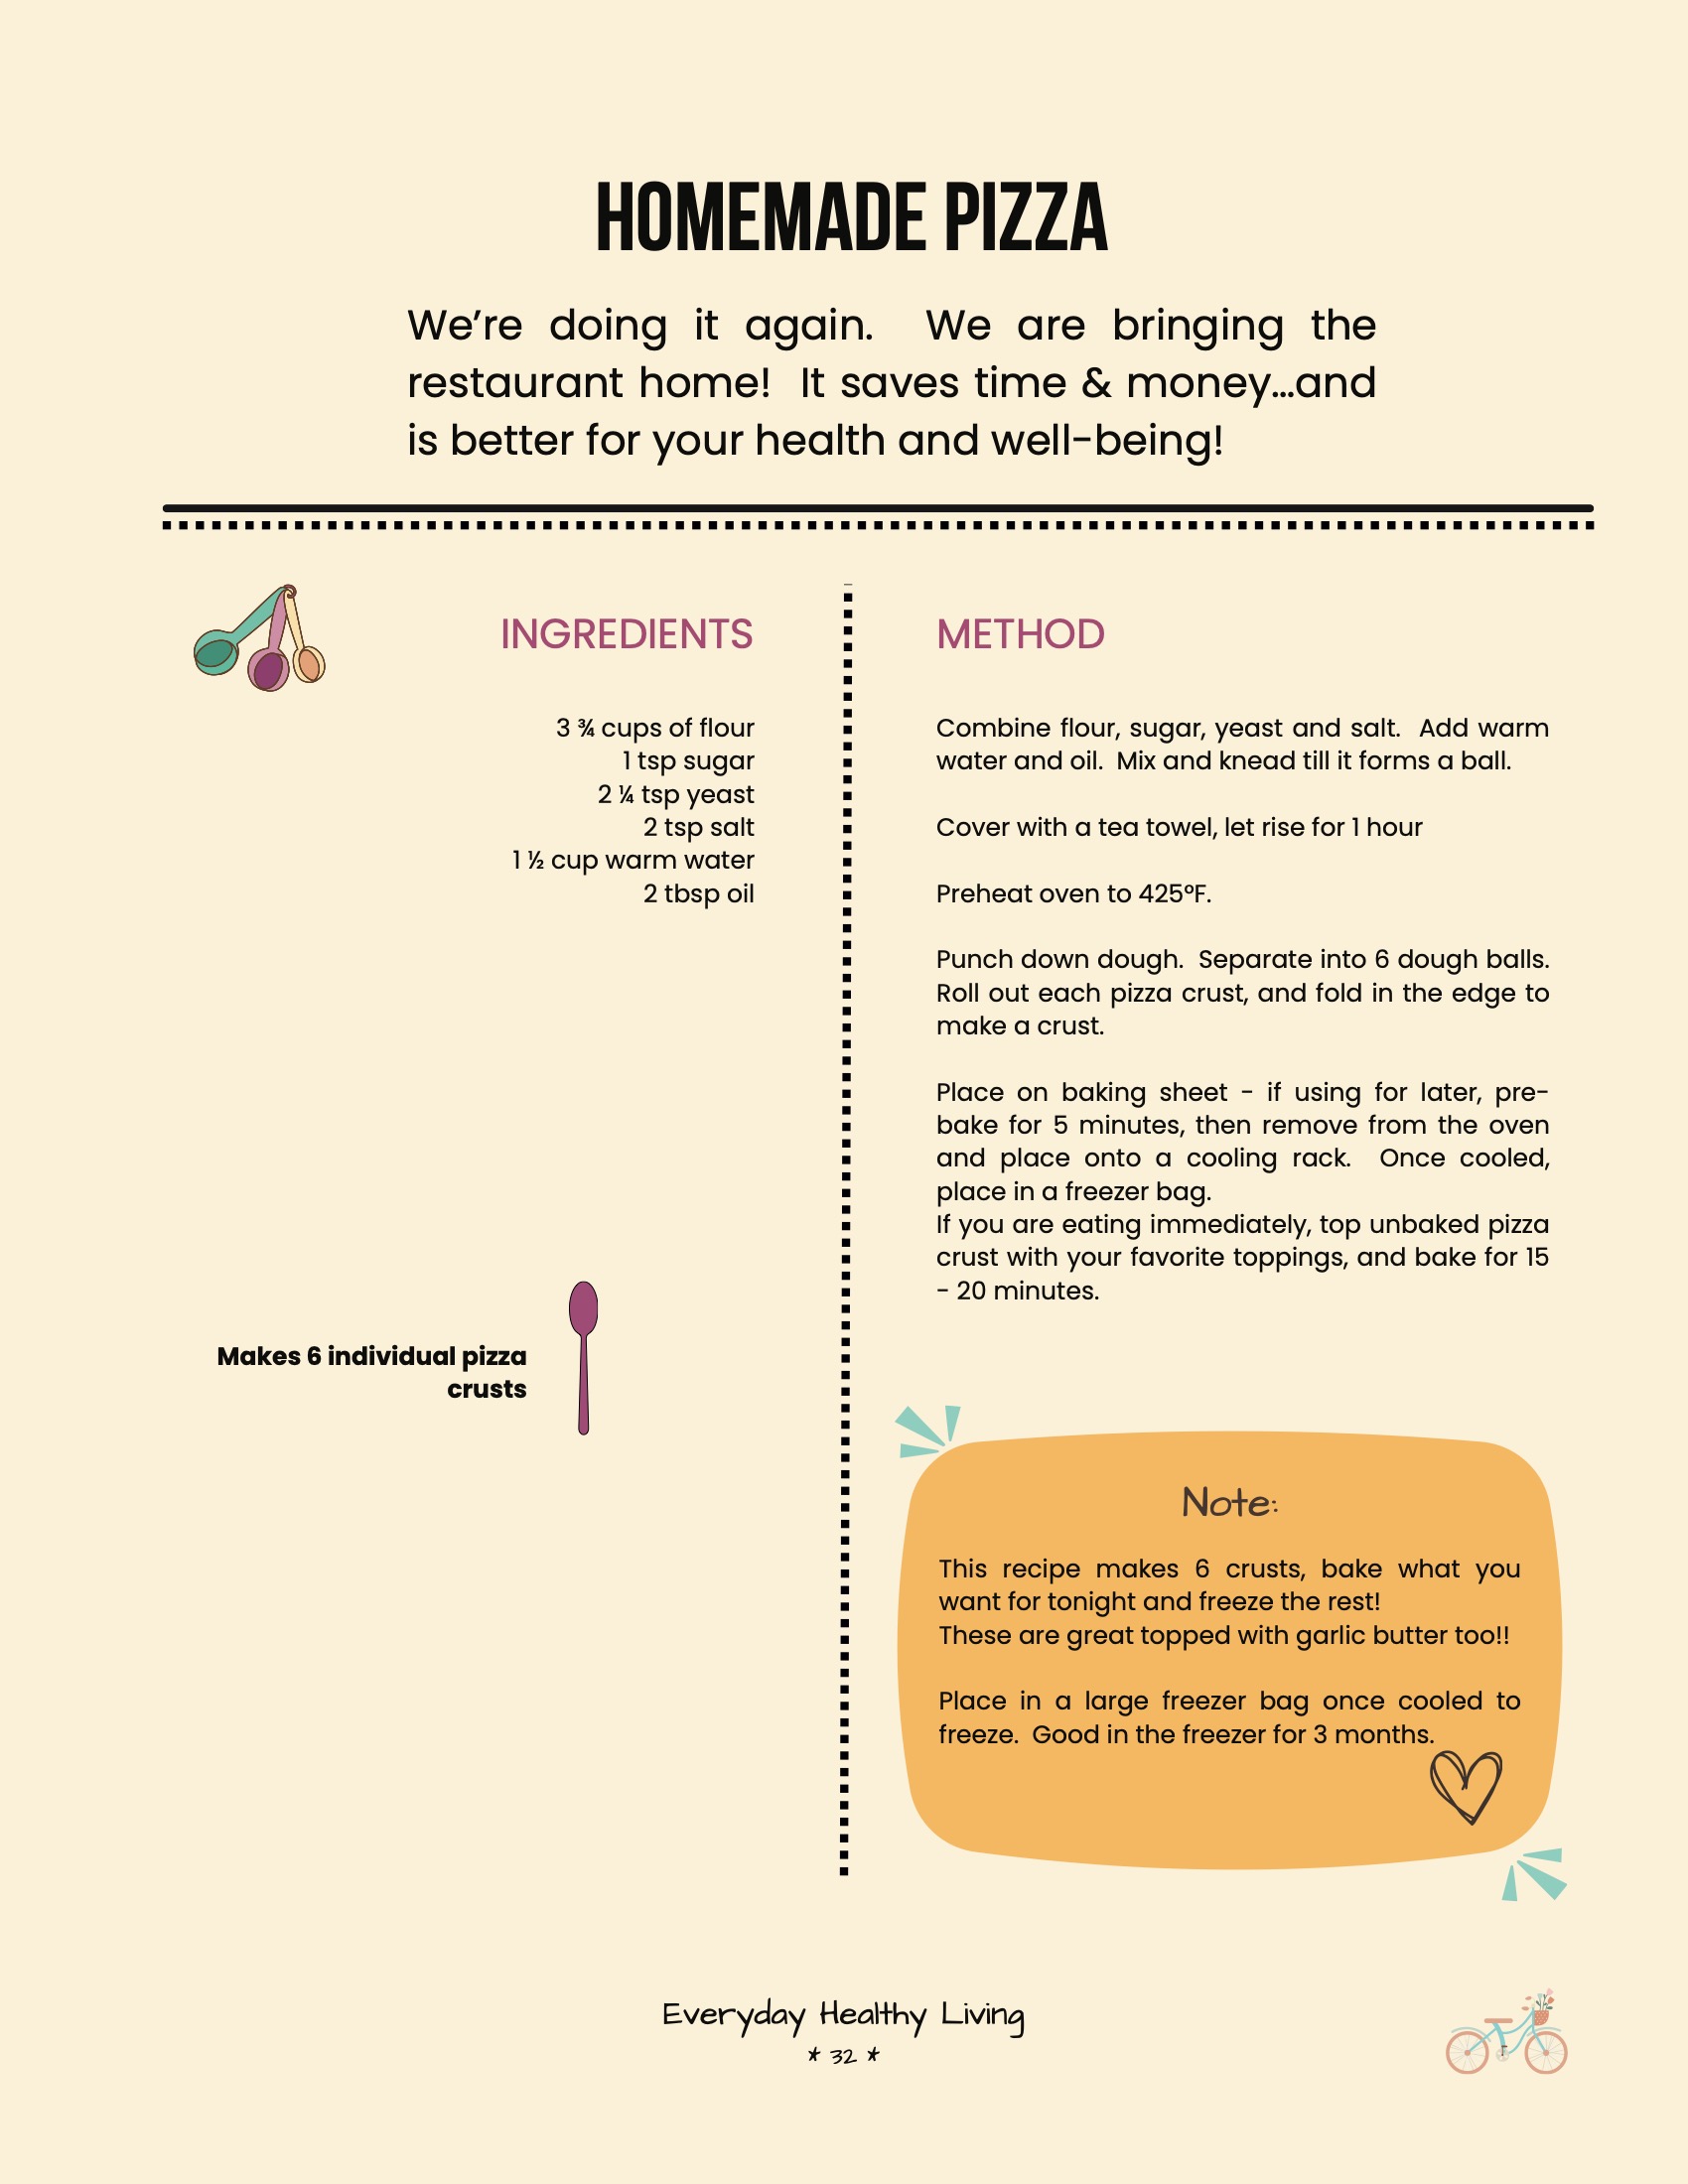 HOMEMADE PIZZA
We’re doing it again. We are bringing the
restaurant home! It saves time & money...and
is better for your health and well-being!
INGREDIENTS
3 ¾ cups of flour
1 tsp sugar
2 ¼ tsp yeast
2 tsp salt
1 ½ cup warm water
2 tbsp oil
Makes 6 individual pizza
crusts
METHOD
Combine flour, sugar, yeast and salt. Add warm
water and oil. Mix and knead till it forms a ball.
Cover with a tea towel, let rise for 1 hour
Preheat oven to 425°F.
Punch down dough. Separate into 6 dough balls.
Roll out each pizza crust, and fold in the edge to
make a crust.
Place on baking sheet - if using for later, pre-
bake for 5 minutes, then remove from the oven
and place onto a cooling rack. Once cooled,
place in a freezer bag.
If you are eating immediately, top unbaked pizza
crust with your favorite toppings, and bake for 15
- 20 minutes.
Note:
This recipe makes 6 crusts, bake what you
want for tonight and freeze the rest!
These are great topped with garlic butter too!!
Place in a large freezer bag once cooled to
freeze. Good in the freezer for 3 months.
Everyday Healthy Living
* 32 *